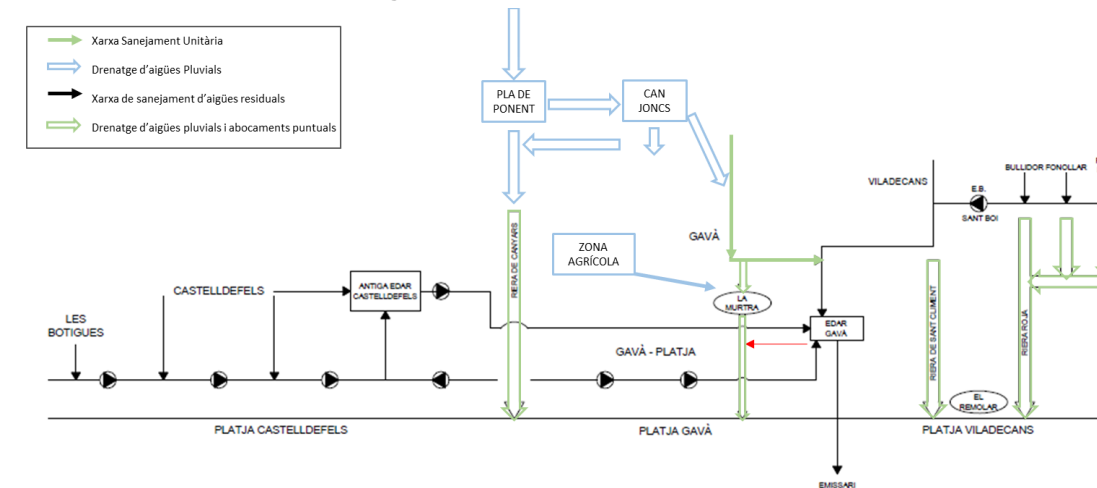 Xarxa Sanejament Unitària
Drenatge d'aigües Pluvials
Xarxa de sanejament d'aigües residuals
Drenatge d'aigües pluvials i abocaments puntuals
PLA DE
PONENT
CAN
JONCS
VILADECANS
BULLIDOR FONOLLAR
E.B.
SANT BOI
GAVÀ
ZONA
AGRÍCOLA
RIERA DE CANYARS
ANTIGA EDAR
CASTELLDEFELS
CASTELLDEFELS
LES
BOTIGUES
LA
MURTRA
EDAR
GAVÀ
GAVÀ - PLATJA
RIERA DE SANT CLIMENT
RIERA ROJA
EL
REMOLAR
PLATJA CASTELLDEFELS
PLATJA GAVÀ
PLATJA VILADECANS
EMISSARI